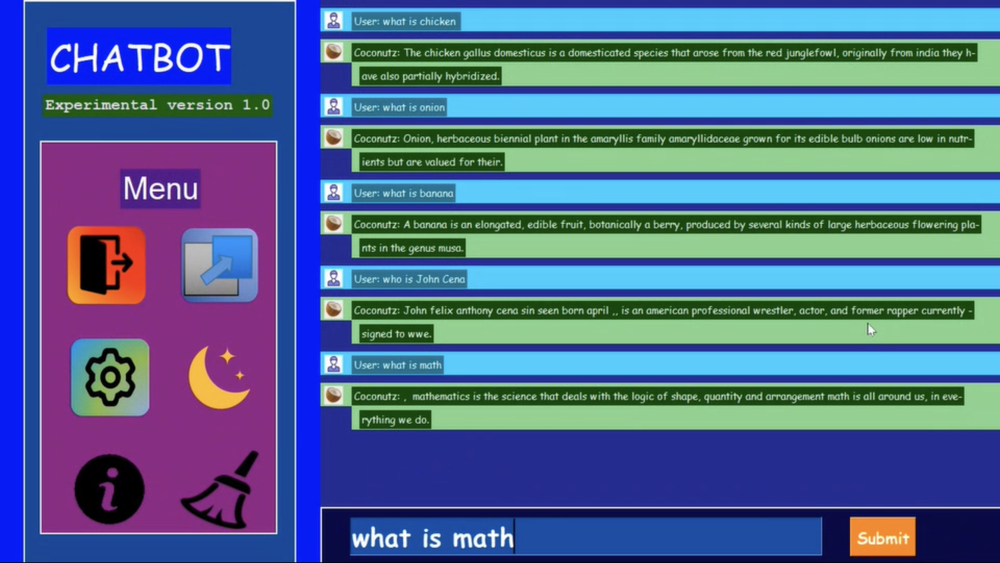 CHATBOT
Experimental version 1.0
Menu
User: what is chicken
Coconutz: The chicken gallus domesticus is a domesticated species that arose from the red junglefowl, originally from india they h-
ave also partially hybridized.
User: what is onion
Coconutz: Onion, herbaceous biennial plant in the amaryllis family amaryllidaceae grown for its edible bulb onions are low in nutr-
ients but are valued for their.
User: what is banana
Coconutz: A banana is an elongated, edible fruit, botanically a berry, produced by several kinds of large herbaceous flowering pla-
nts in the genus musa.
User: who is John Cena
Coconutz: John felix anthony cena sin seen born april ,, is an american professional wrestler, actor, and former rapper currently -
signed to wwe.
User: what is math
Coconutz: , mathematics is the science that deals with the logic of shape, quantity and arrangement math is all around us, in eve-
rything we do.
what is math
Submit